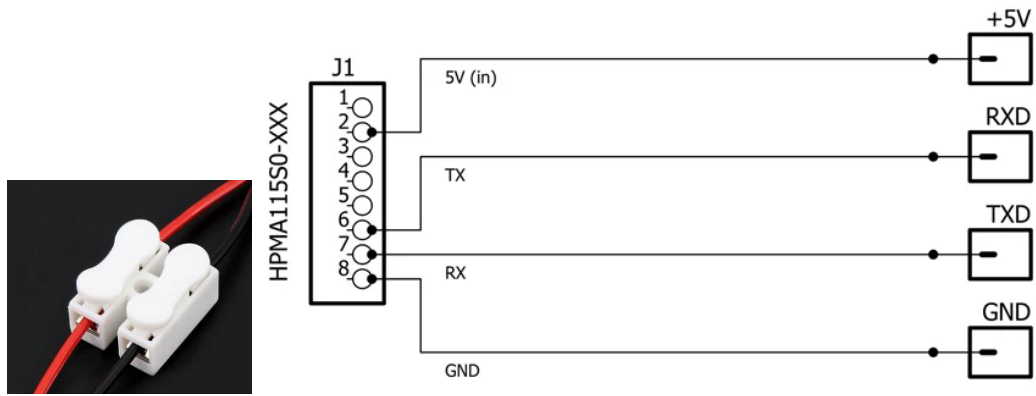 HPMA115S0-XXX
J1
1
2
3
4
5
6
7
8
5V (in)
TX
RX
GND
+5V
RXD
TXD
GND